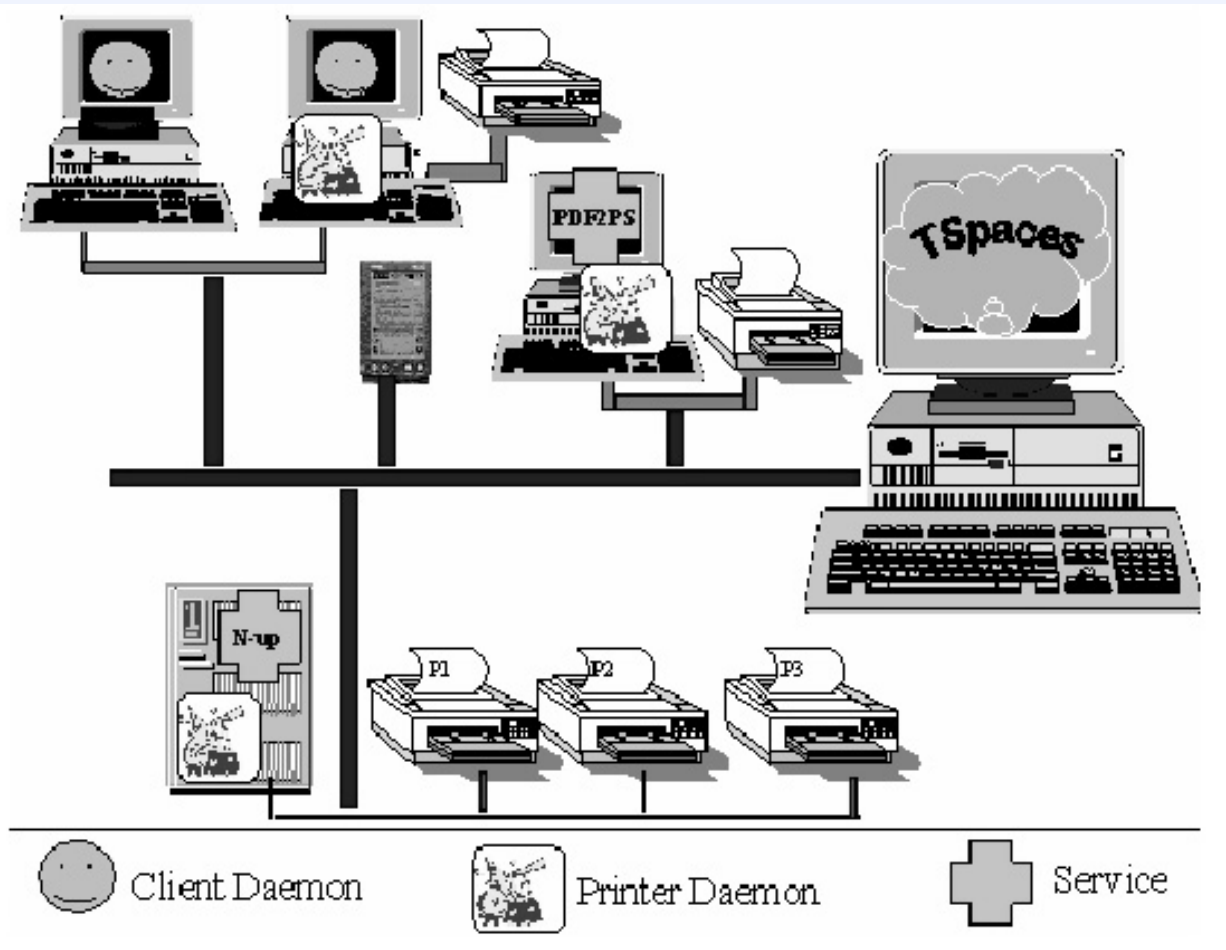 PDF2PS
TSpaces
N-up
P1
P2
P3
Client Daemon
Printer Daemon
Service